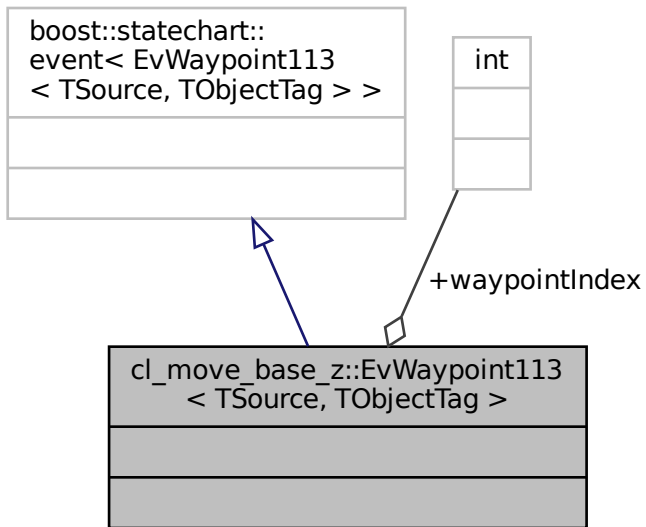 boost::statechart::
event< EvWaypoint113
< TSource, TObjectTag > >
int
+waypointIndex
cl_move_base_z::EvWaypoint113
< TSource, TObjectTag >